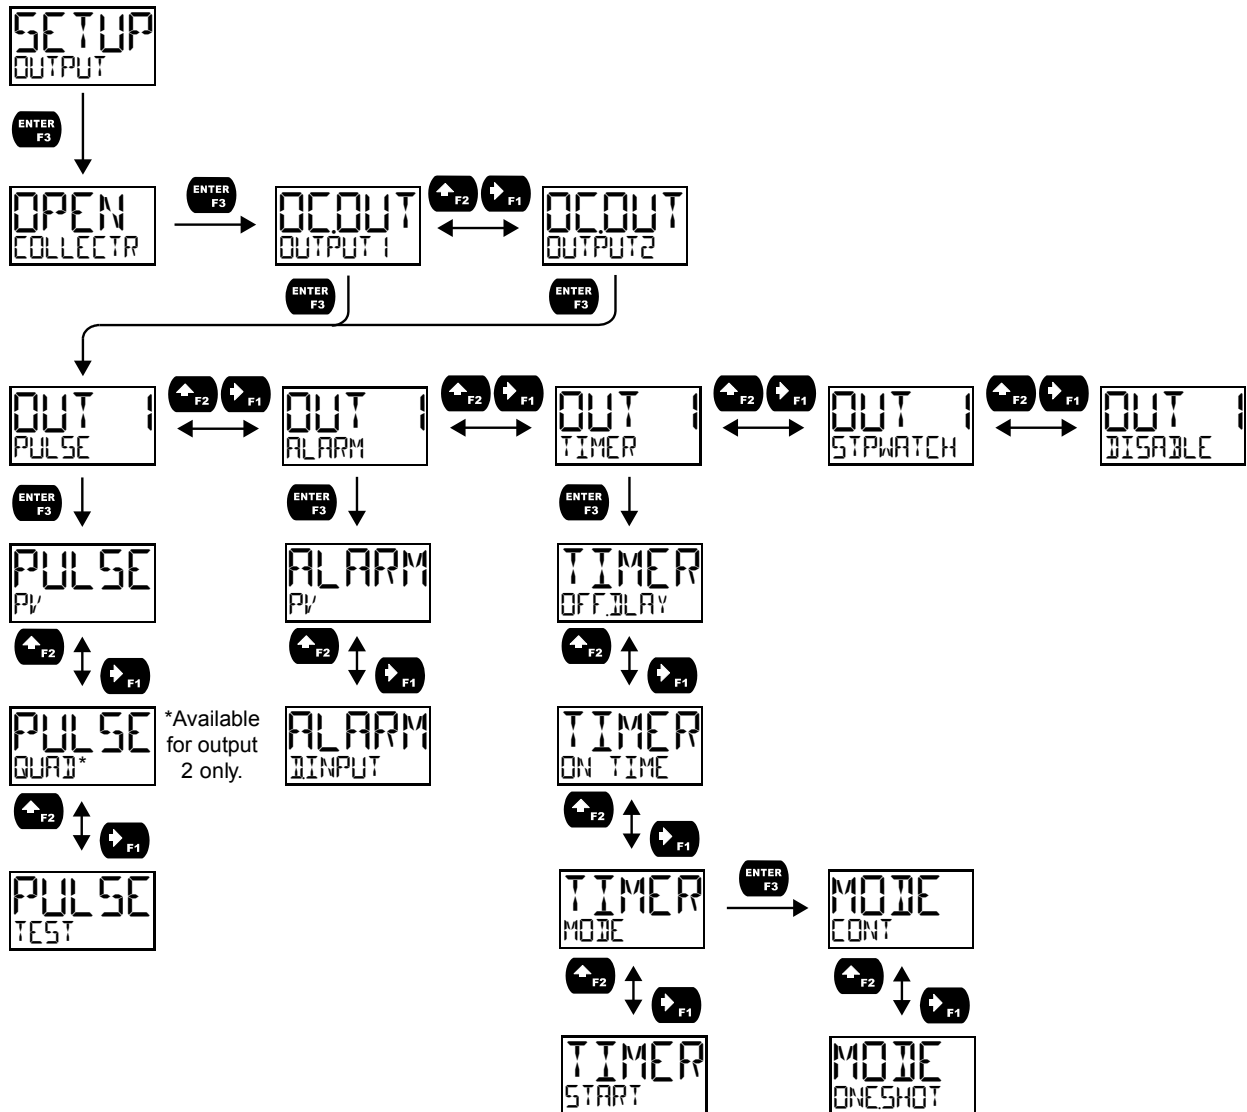 SETUP
OUTPUT
ENTER
F3
OPEN
COLLECTR
ENTER
F3
OC.OUT
OUTPUT1
F2
F1
OC.OUT
OUTPUT2
ENTER
F3
ENTER
F3
OUT 1
PULSE
F2
F1
OUT 1
ALARM
F2
F1
OUT 1
TIMER
F2
F1
OUT 1
STPWATCH
F2
F1
OUT 1
DISABLE
ENTER
F3
ENTER
F3
ENTER
F3
PULSE
PV
ALARM
PV
TIMER
OFF.DLAY
F2
F1
F2
F1
F2
F1
PULSE
QUAD*
*Available
for output
2 only.
ALARM
D.INPUT
TIMER
ON TIME
F2
F1
F2
F1
PULSE
TEST
TIMER
MODE
ENTER
F3
MODE
CONT
F2
F1
F2
F1
TIMER
START
MODE
ONE.SHOT